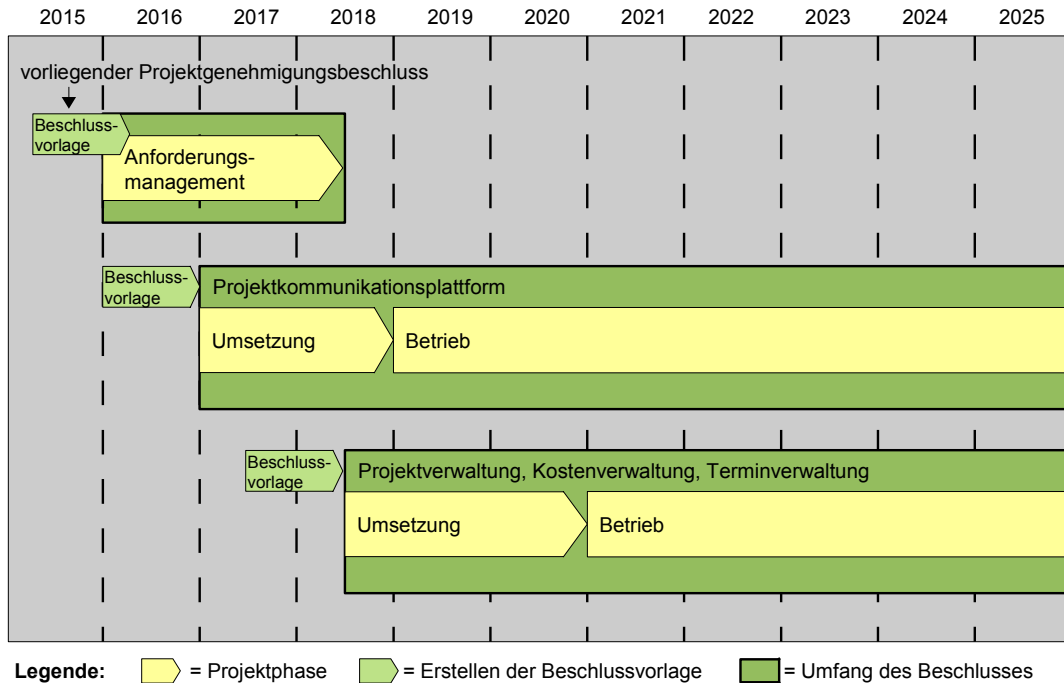 2015 2016 2017 2018 2019 2020 2021 2022 2023 2024 2025
vorliegender Projektgenehmigungsbeschluss
Beschluss-
vorlage
Anforderungs-
management
Beschluss-
vorlage
Projektkommunikationsplattform
Umsetzung
Betrieb
Beschluss-
vorlage
Projektverwaltung, Kostenverwaltung, Terminverwaltung
Umsetzung
Betrieb
Legende: = Projektphase = Erstellen der Beschlussvorlage = Umfang des Beschlusses